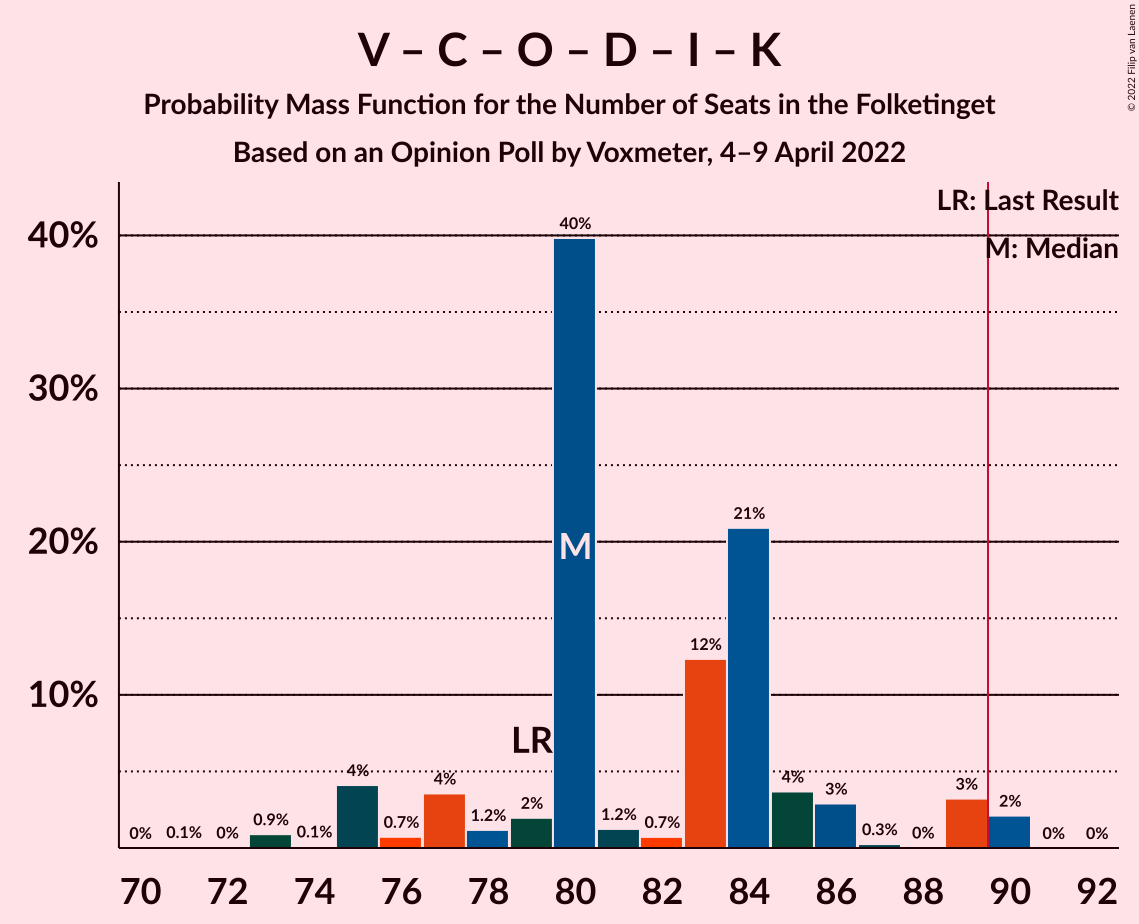 V – C – O – D – I – K
Probability Mass Function for the Number of Seats in the Folketinget
Based on an Opinion Poll by Voxmeter, 4–9 April 2022
© 2022 Filip van Laenen
LR: Last Result
M: Median
40%
30%
20%
10%
0% 0.1% 0% 0.9% 0.1% 4% 0.7% 4% 1.2% 2% 40% 1.2% 0.7% 12% 21% 4% 3% 0.3% 0% 3% 2% 0% 0%
M
LR
70 72 74 76 78 80 82 84 86 88 90 92